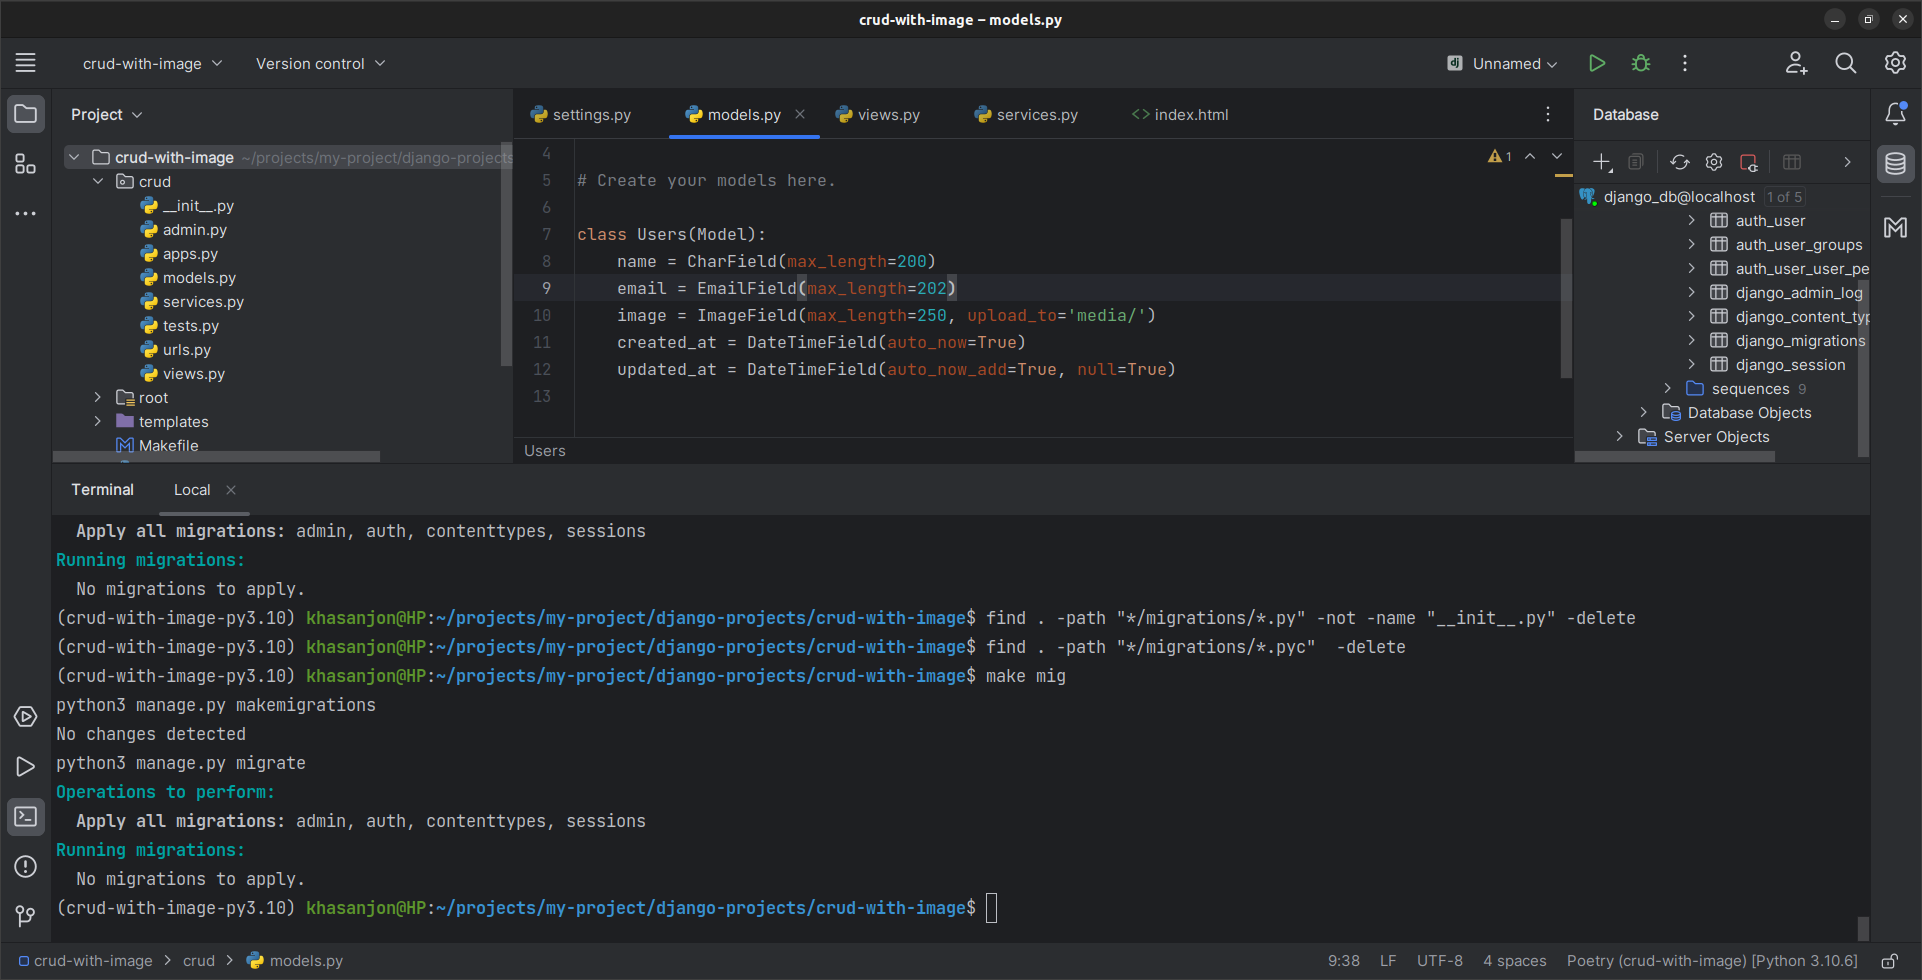 crud-with-image – models.py
crud-with-image
Version control
dj Unnamed
Project
crud-with-image ~/projects/my-project/django-projects
crud
__init__.py
admin.py
apps.py
models.py
services.py
tests.py
urls.py
views.py
root
templates
Makefile
settings.py
models.py
views.py
services.py
<> index.html
1
4
5 # Create your models here.
6
7 class Users(Model):
8 name = CharField(max_length=200)
9 email = EmailField(max_length=202)
10 image = ImageField(max_length=250, upload_to='media/')
11 created_at = DateTimeField(auto_now=True)
12 updated_at = DateTimeField(auto_now_add=True, null=True)
13
Users
Database
django_db@localhost 1 of 5
auth_user
auth_user_groups
auth_user_user_pe
django_admin_log
django_content_typ
django_migrations
django_session
sequences 9
Database Objects
Server Objects
Terminal
Local
Apply all migrations: admin, auth, contenttypes, sessions
Running migrations:
No migrations to apply.
(crud-with-image-py3.10) khasanjon@HP:~/projects/my-project/django-projects/crud-with-image$ find . -path "*/migrations/*.py" -not -name "__init__.py" -delete
(crud-with-image-py3.10) khasanjon@HP:~/projects/my-project/django-projects/crud-with-image$ find . -path "*/migrations/*.pyc"  -delete
(crud-with-image-py3.10) khasanjon@HP:~/projects/my-project/django-projects/crud-with-image$ make mig
python3 manage.py makemigrations
No changes detected
python3 manage.py migrate
Operations to perform:
Apply all migrations: admin, auth, contenttypes, sessions
Running migrations:
No migrations to apply.
(crud-with-image-py3.10) khasanjon@HP:~/projects/my-project/django-projects/crud-with-image$
crud-with-image > crud > models.py
9:38 LF UTF-8 4 spaces Poetry (crud-with-image) [Python 3.10.6]